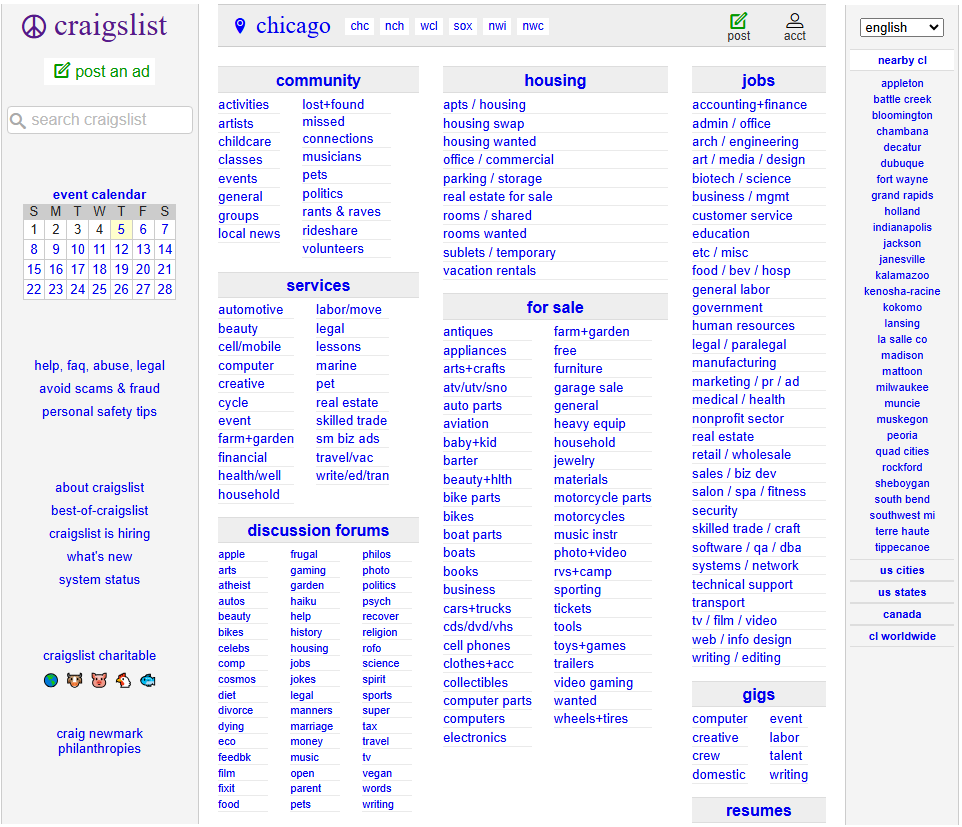 craigslist
post an ad
search craigslist
event calendar
S M T W T F S
1 2 3 4 5 6 7
8 9 10 11 12 13 14
15 16 17 18 19 20 21
22 23 24 25 26 27 28
help, faq, abuse, legal
avoid scams & fraud
personal safety tips
about craigslist
best-of-craigslist
craigslist is hiring
what's new
system status
craigslist charitable
craig newmark
philanthropies
chicago
chc nch wcl sox nwi nwc
post
acct
community
activities
artists
childcare
classes
events
general
groups
local news
lost+found
missed
connections
musicians
pets
politics
rants & raves
rideshare
volunteers
services
automotive
beauty
cell/mobile
computer
creative
cycle
event
farm+garden
financial
health/well
household
labor/move
legal
lessons
marine
pet
real estate
skilled trade
sm biz ads
travel/vac
write/ed/tran
discussion forums
apple
arts
atheist
autos
beauty
bikes
celebs
comp
cosmos
diet
divorce
dying
eco
feedbk
film
fixit
food
frugal
gaming
garden
haiku
help
history
housing
jobs
jokes
legal
manners
marriage
money
music
open
parent
pets
philos
photo
politics
psych
recover
religion
rofo
science
spirit
sports
super
tax
travel
tv
vegan
words
writing
housing
apts / housing
housing swap
housing wanted
office / commercial
parking / storage
real estate for sale
rooms / shared
rooms wanted
sublets / temporary
vacation rentals
for sale
antiques
appliances
arts+crafts
atv/utv/sno
auto parts
aviation
baby+kid
barter
beauty+hlth
bike parts
bikes
boat parts
boats
books
business
cars+trucks
cds/dvd/vhs
cell phones
clothes+acc
collectibles
computer parts
computers
electronics
farm+garden
free
furniture
garage sale
general
heavy equip
household
jewelry
materials
motorcycle parts
motorcycles
music instr
photo+video
rvs+camp
sporting
tickets
tools
toys+games
trailers
video gaming
wanted
wheels+tires
jobs
accounting+finance
admin / office
arch / engineering
art / media / design
biotech / science
business / mgmt
customer service
education
etc / misc
food / bev / hosp
general labor
government
human resources
legal / paralegal
manufacturing
marketing / pr / ad
medical / health
nonprofit sector
real estate
retail / wholesale
sales / biz dev
salon / spa / fitness
security
skilled trade / craft
software / qa / dba
systems / network
technical support
transport
tv / film / video
web / info design
writing / editing
gigs
computer
creative
crew
domestic
event
labor
talent
writing
resumes
english
nearby cl
appleton
battle creek
bloomington
chambana
decatur
dubuque
fort wayne
grand rapids
holland
indianapolis
jackson
janesville
kalamazoo
kenosha-racine
kokomo
lansing
la salle co
madison
mattoon
milwaukee
muncie
muskegon
peoria
quad cities
rockford
sheboygan
south bend
southwest mi
terre haute
tippecanoe
us cities
us states
canada
cl worldwide